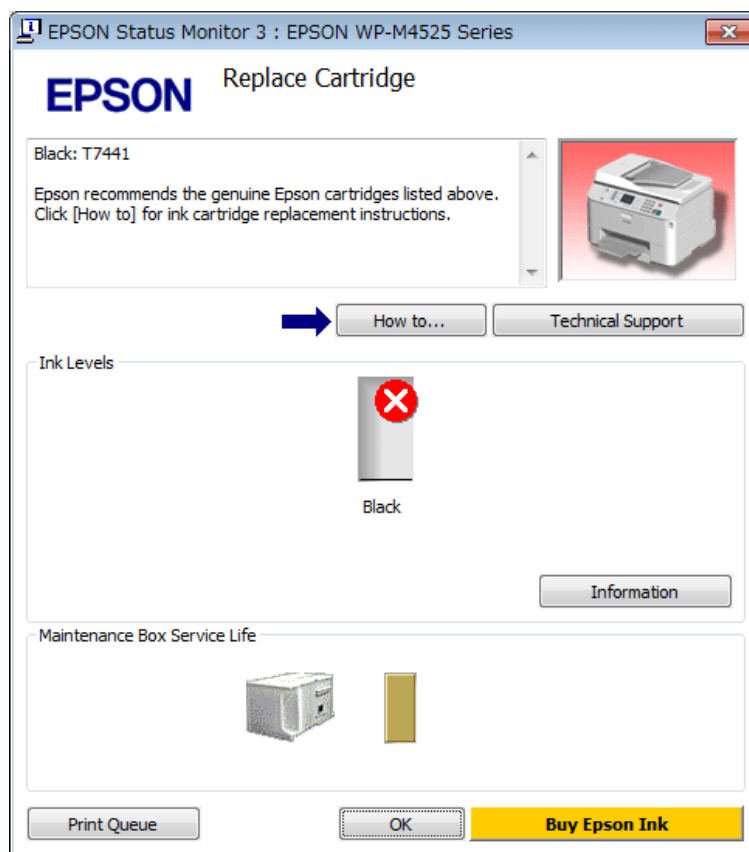 EPSON Status Monitor 3 : EPSON WP-M4525 Series
EPSON
Replace Cartridge
Black: T7441
Epson recommends the genuine Epson cartridges listed above.
Click [How to] for ink cartridge replacement instructions.
How to...
Technical Support
Ink Levels
Black
Information
Maintenance Box Service Life
Print Queue
OK
Buy Epson Ink